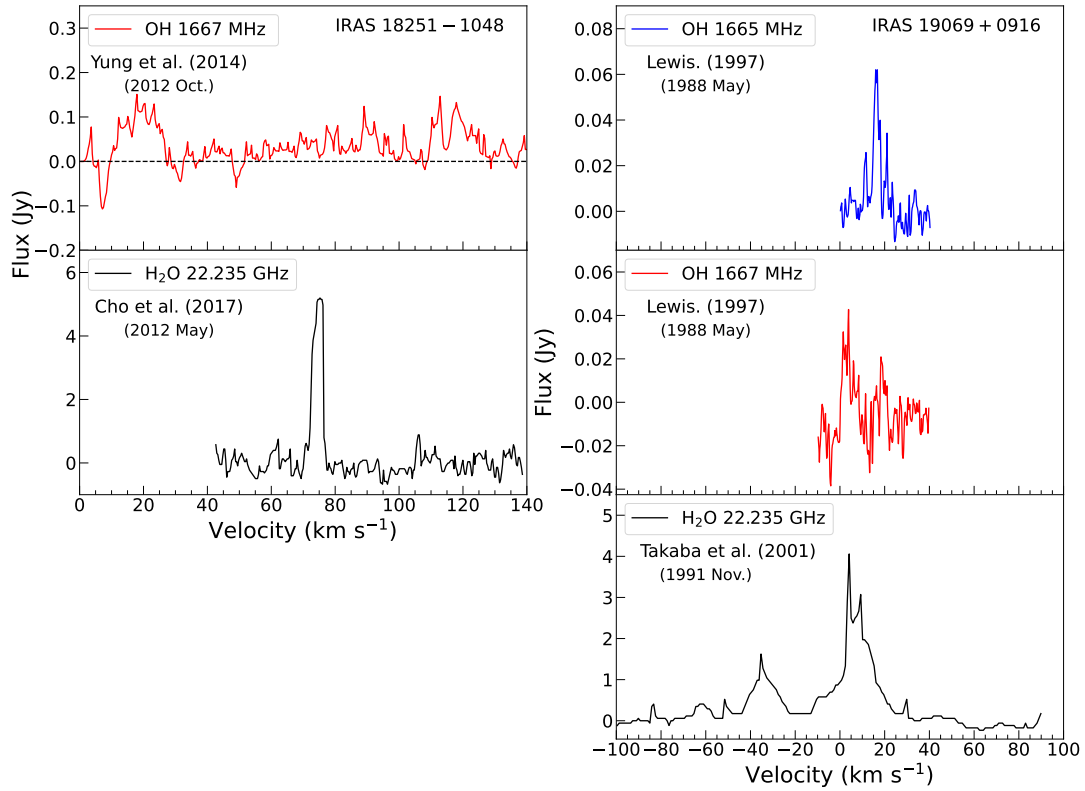 OH 1667 MHz
IRAS 18251−1048
Yung et al. (2014)
(2012 Oct.)
0.3
0.2
0.1
0.0
−0.1
−0.2
Flux (Jy)
H₂O 22.235 GHz
Cho et al. (2017)
(2012 May)
6
4
2
0
0 20 40 60 80 100 120 140
Velocity (km s⁻¹)
OH 1665 MHz
IRAS 19069+0916
Lewis. (1997)
(1988 May)
0.06
0.04
0.02
0.00
OH 1667 MHz
Lewis. (1997)
(1988 May)
0.06
0.04
0.02
0.00
−0.02
−0.04
Flux (Jy)
H₂O 22.235 GHz
Takaba et al. (2001)
(1991 Nov.)
5
4
3
2
1
0
−100 −80 −60 −40 −20 0 20 40 60 80 100
Velocity (km s⁻¹)